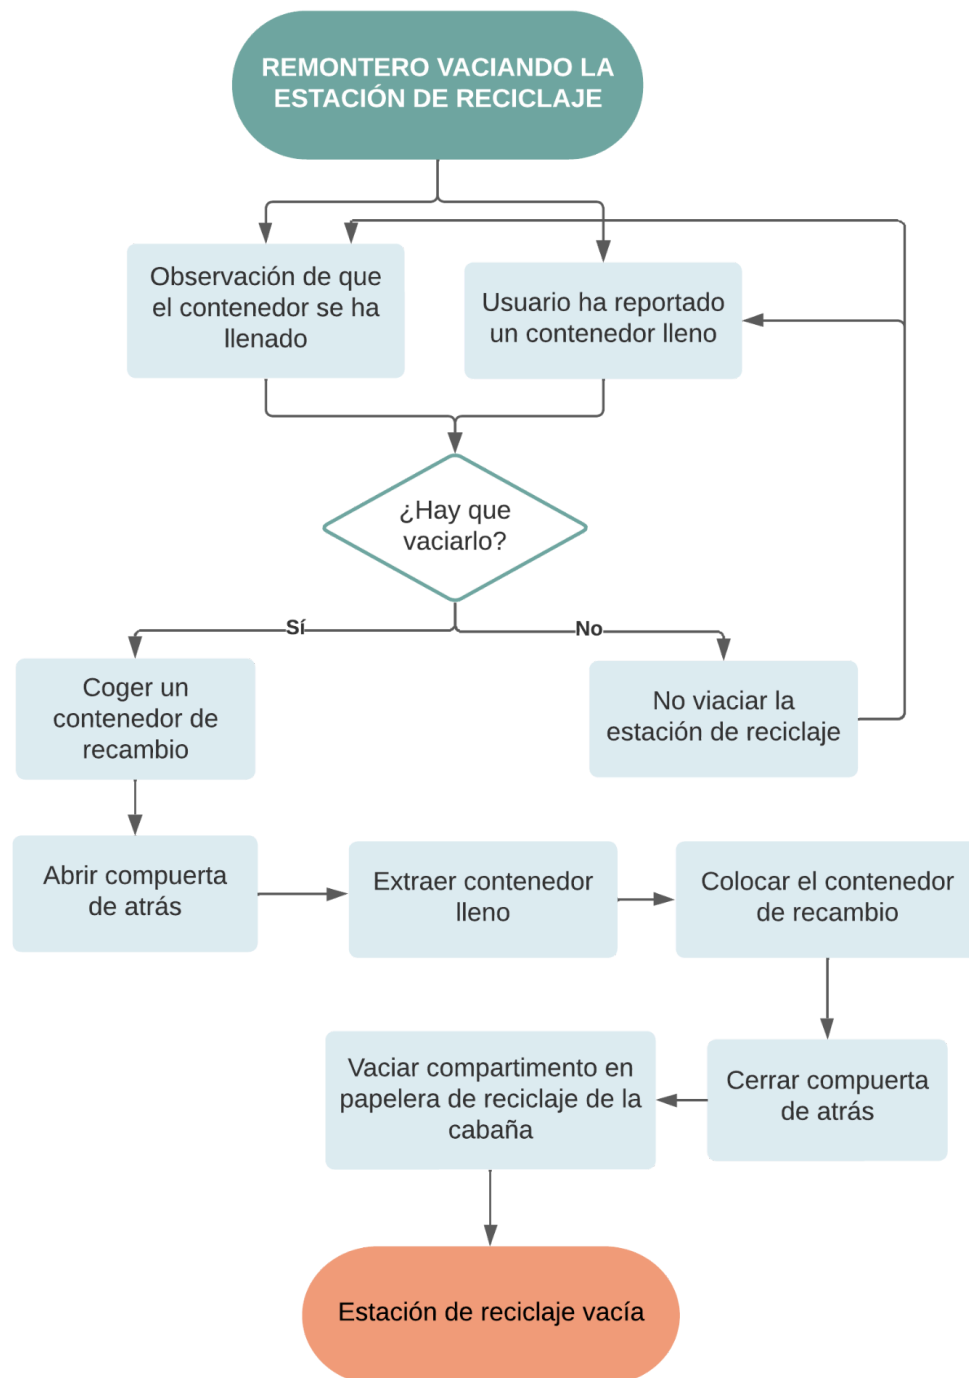 REMONTERO VACIANDO LA
ESTACIÓN DE RECICLAJE
Observación de que
el contenedor se ha
llenado
Usuario ha reportado
un contenedor lleno
¿Hay que
vaciarlo?
Sí
No
Coger un
contenedor de
recambio
No viaciar la
estación de reciclaje
Abrir compuerta
de atrás
Extraer contenedor
lleno
Colocar el contenedor
de recambio
Cerrar compuerta
de atrás
Vaciar compartimento en
papelera de reciclaje de la
cabaña
Estación de reciclaje vacía